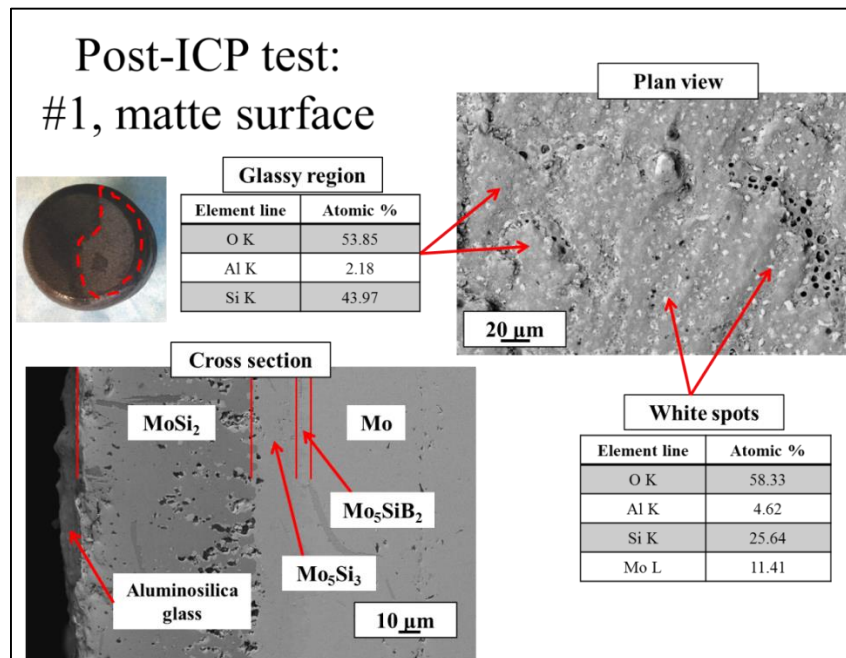 Post-ICP test:
#1, matte surface
Plan view
Glassy region
Element line Atomic %
O K 53.85
Al K 2.18
Si K 43.97
20 μm
Cross section
MoSi₂
Mo
Mo₅SiB₂
Mo₅Si₃
Aluminosilica
glass
10 μm
White spots
Element line Atomic %
O K 58.33
Al K 4.62
Si K 25.64
Mo L 11.41